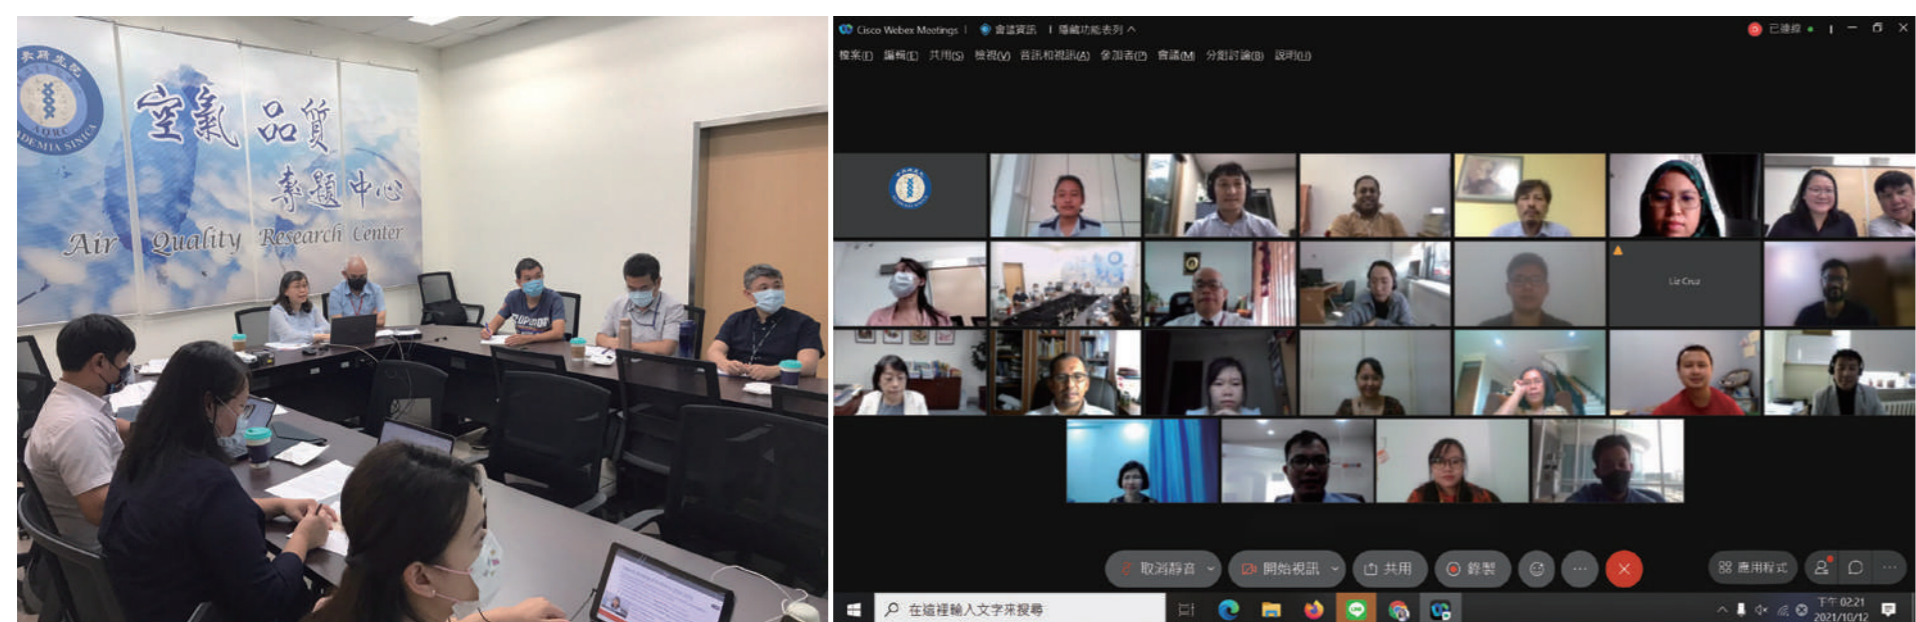 空氣品質
專題中心
Air Quality Research Center
AQRC
Cisco Webex Meetings | 會議資訊 | 隱藏功能表列 ^
已連線
檔案(F) 編輯(E) 共用(S) 檢視(V) 音訊和視訊(A) 參加者(P) 會議(M) 分組討論(B) 說明(H)
Liz Cruz
取消靜音
開始視訊
共用
錄製
應用程式
在這裡輸入文字來搜尋
下午 02:21
2021/10/12